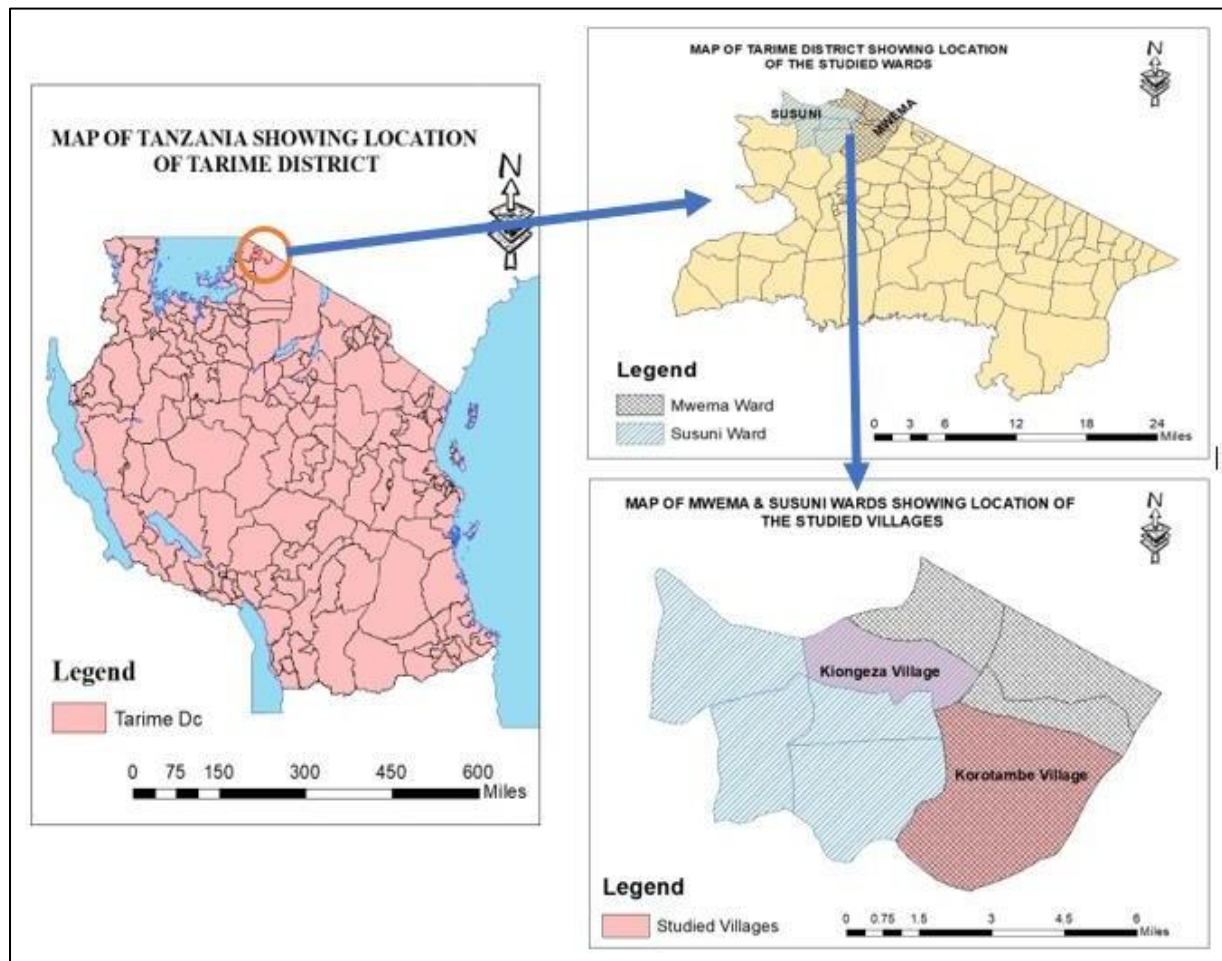 MAP OF TANZANIA SHOWING LOCATION
OF TARIME DISTRICT
N
Legend
Tarime Dc
0 75 150 300 450 600
Miles
MAP OF TARIME DISTRICT SHOWING LOCATION
OF THE STUDIED WARDS
N
SUSUNI
MWEMA
Legend
Mwema Ward
Susuni Ward
0 3 6 12 18 24
Miles
MAP OF MWEMA & SUSUNI WARDS SHOWING LOCATION OF
THE STUDIED VILLAGES
N
Kiongeza Village
Korotambe Village
Legend
Studied Villages
0 0.75 1.5 3 4.5 6
Miles